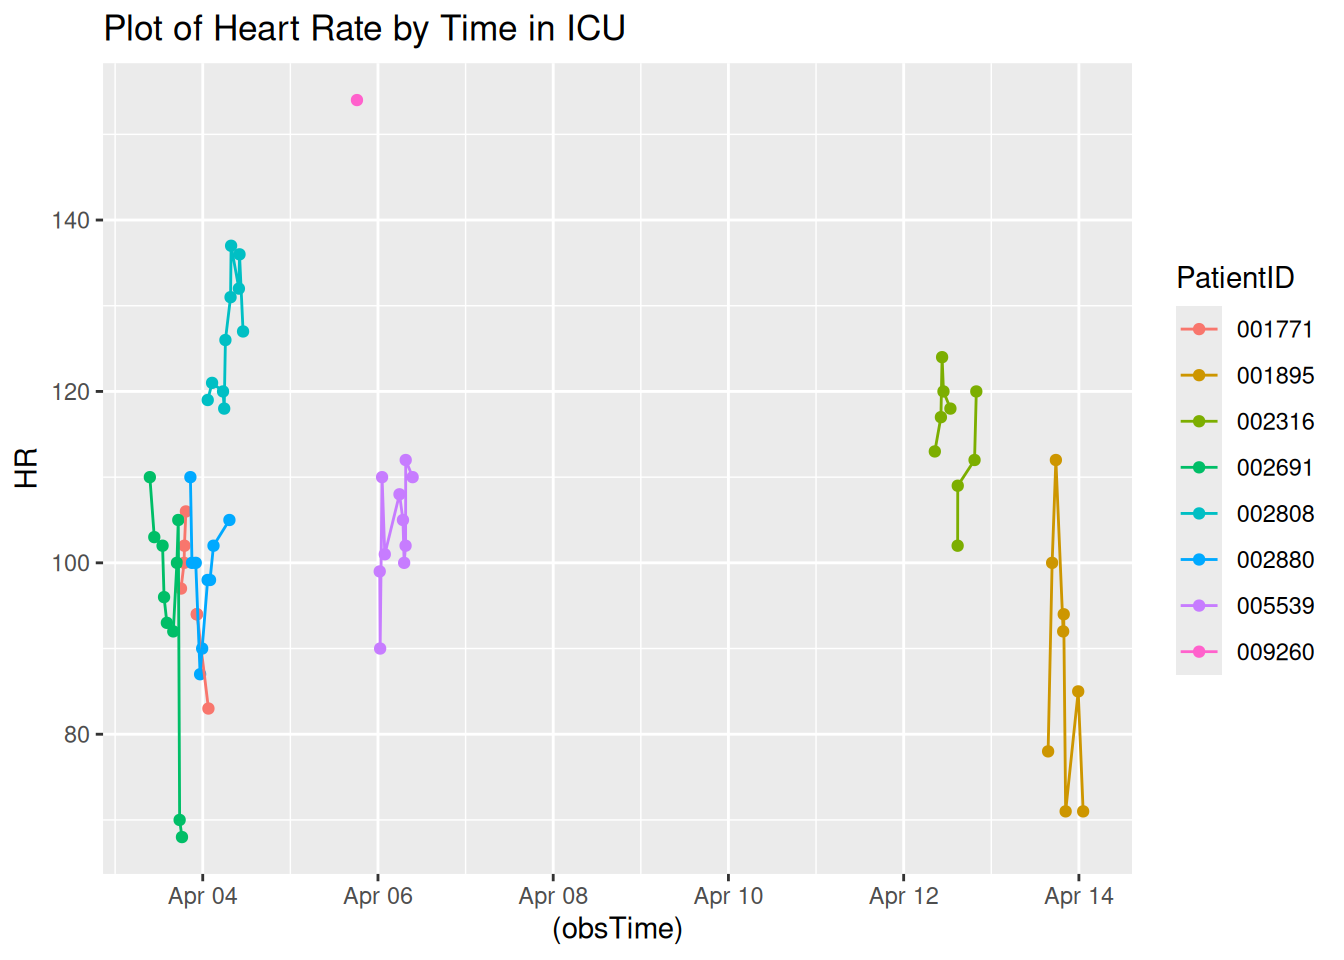 Plot of Heart Rate by Time in ICU
HR
140
120
100
80
Apr 04
Apr 06
Apr 08
Apr 10
Apr 12
Apr 14
(obsTime)
PatientID
001771
001895
002316
002691
002808
002880
005539
009260